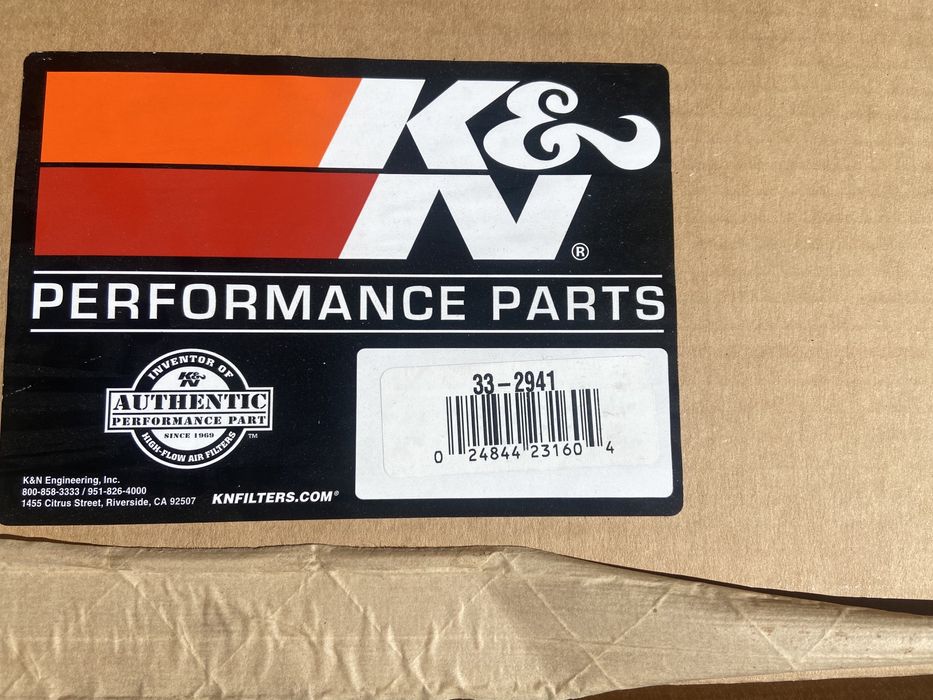 K&N®
PERFORMANCE PARTS
INVENTOR OF
K&N
AUTHENTIC
PERFORMANCE PART
SINCE 1969
HIGH-FLOW AIR FILTERS
™
33-2941
0 24844 23160 4
K&N Engineering, Inc.
800-858-3333 / 951-826-4000
1455 Citrus Street, Riverside, CA 92507
KNFILTERS.COM®